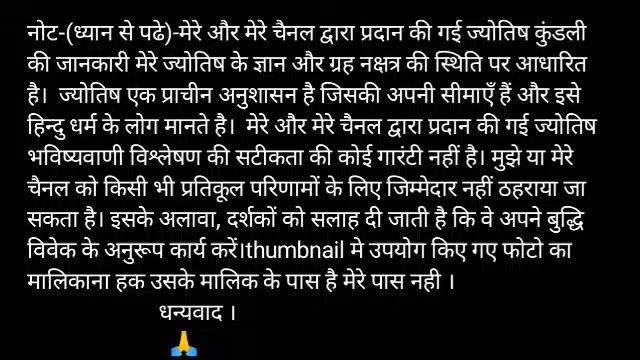 नोट-(ध्यान से पढे)-मेरे और मेरे चैनल द्वारा प्रदान की गई ज्योतिष कुंडली
की जानकारी मेरे ज्योतिष के ज्ञान और ग्रह नक्षत्र की स्थिति पर आधारित
है। ज्योतिष एक प्राचीन अनुशासन है जिसकी अपनी सीमाएँ हैं और इसे
हिन्दु धर्म के लोग मानते है। मेरे और मेरे चैनल द्वारा प्रदान की गई ज्योतिष
भविष्यवाणी विश्लेषण की सटीकता की कोई गारंटी नहीं है। मुझे या मेरे
चैनल को किसी भी प्रतिकूल परिणामों के लिए जिम्मेदार नहीं ठहराया जा
सकता है। इसके अलावा, दर्शकों को सलाह दी जाती है कि वे अपने बुद्धि
विवेक के अनुरूप कार्य करें।thumbnail मे उपयोग किए गए फोटो का
मालिकाना हक उसके मालिक के पास है मेरे पास नही ।
धन्यवाद ।
🙏